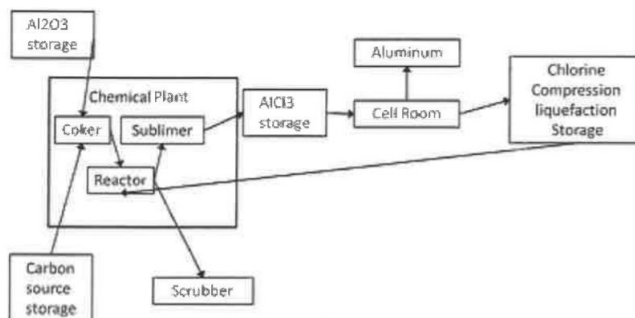 Al2O3
storage
Aluminum
Chlorine
Compression
liquefaction
Storage
Chemical Plant
AlCl3
storage
Cell Room
Coker
Sublimer
Reactor
Carbon
source
storage
Scrubber